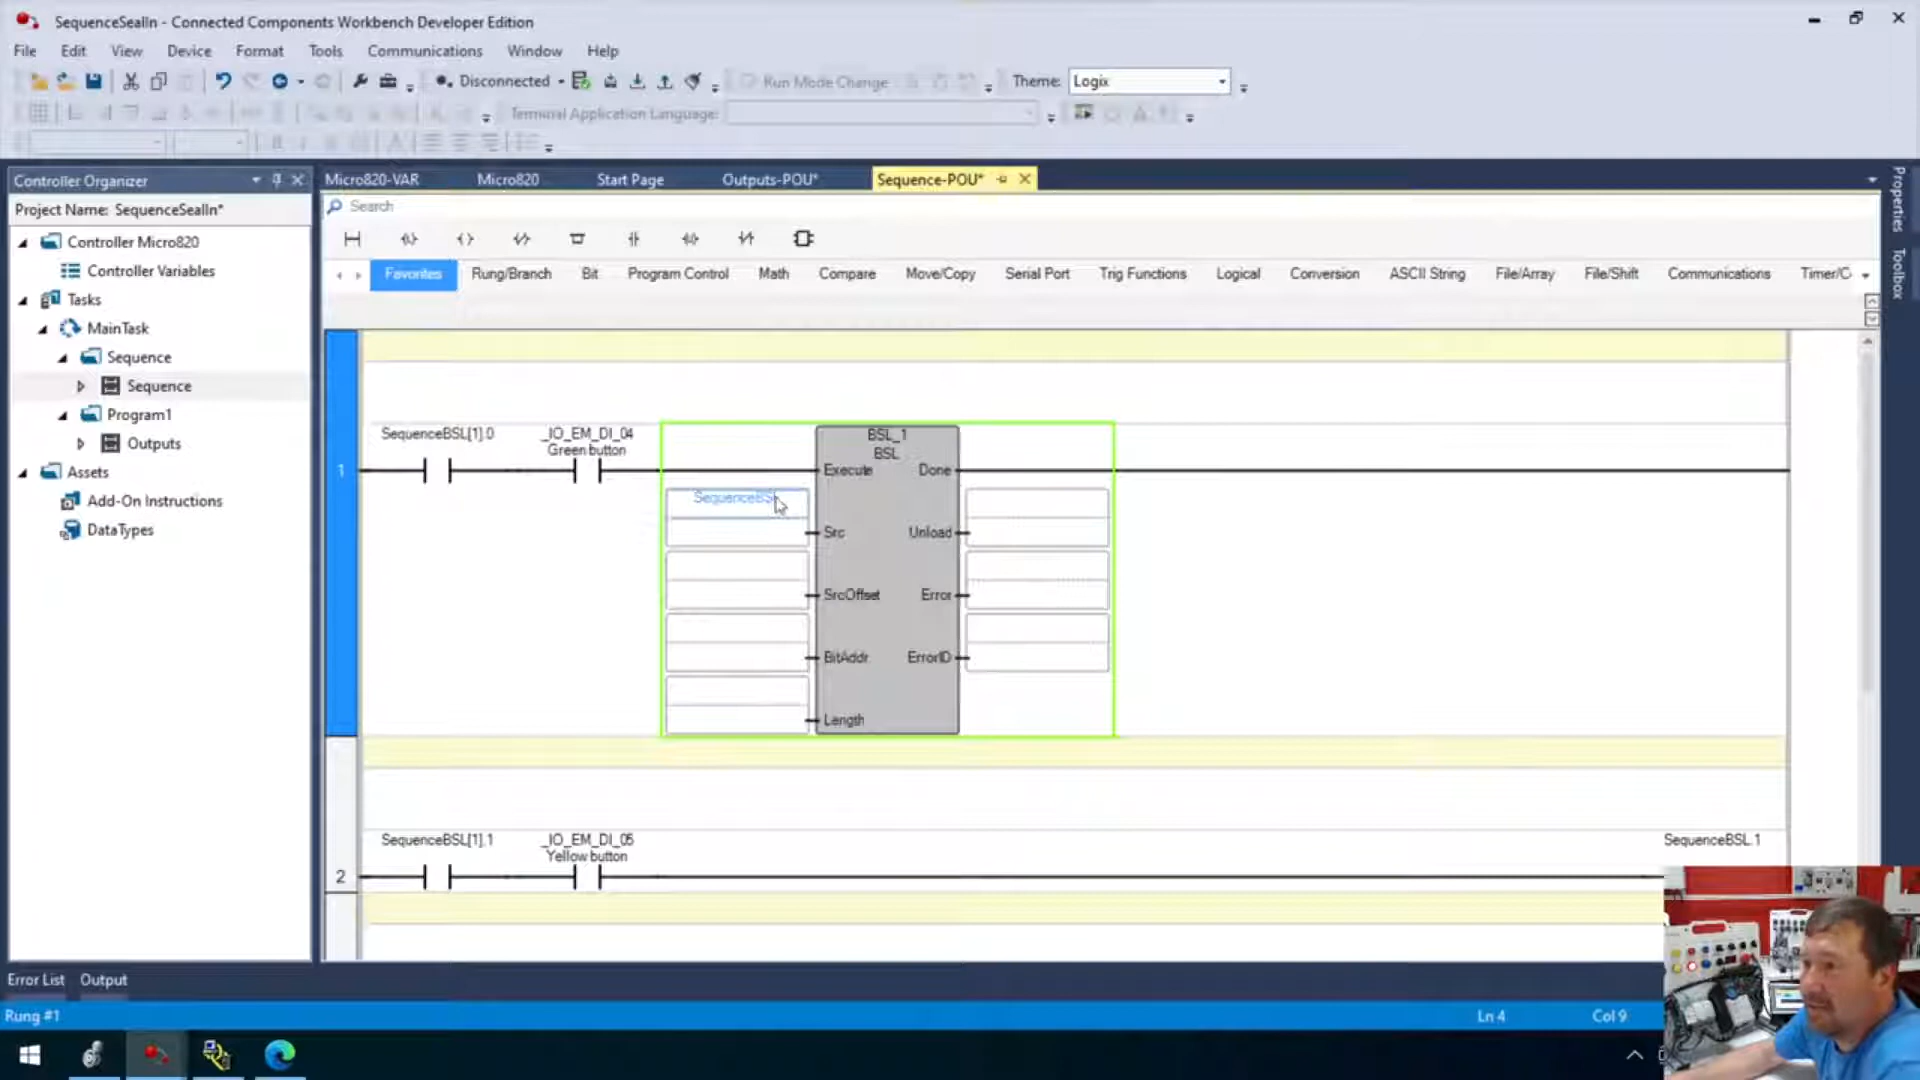 SequenceSealIn - Connected Components Workbench Developer Edition
File Edit View Device Format Tools Communications Window Help
Disconnected Run Mode Change Theme: Logix
Terminal Application Language:
Controller Organizer
Micro820-VAR Micro820 Start Page Outputs-POU* Sequence-POU*
Properties
Toolbox
Project Name: SequenceSealIn*
Search
Controller Micro820
Controller Variables
Tasks
MainTask
Sequence
Sequence
Program1
Outputs
Assets
Add-On Instructions
DataTypes
Favorites Rung/Branch Bit Program Control Math Compare Move/Copy Serial Port Trig Functions Logical Conversion ASCII String File/Array File/Shift Communications Timer/C
SequenceBSL[1].0 _IO_EM_DI_04
Green button
BSL_1
BSL
1
Execute Done
SequenceBSL
Src Unload
SrcOffset Error
BitAddr ErrorID
Length
SequenceBSL[1].1 _IO_EM_DI_05 SequenceBSL.1
Yellow button
2
Error List Output
Rung #1 Ln 4 Col 9